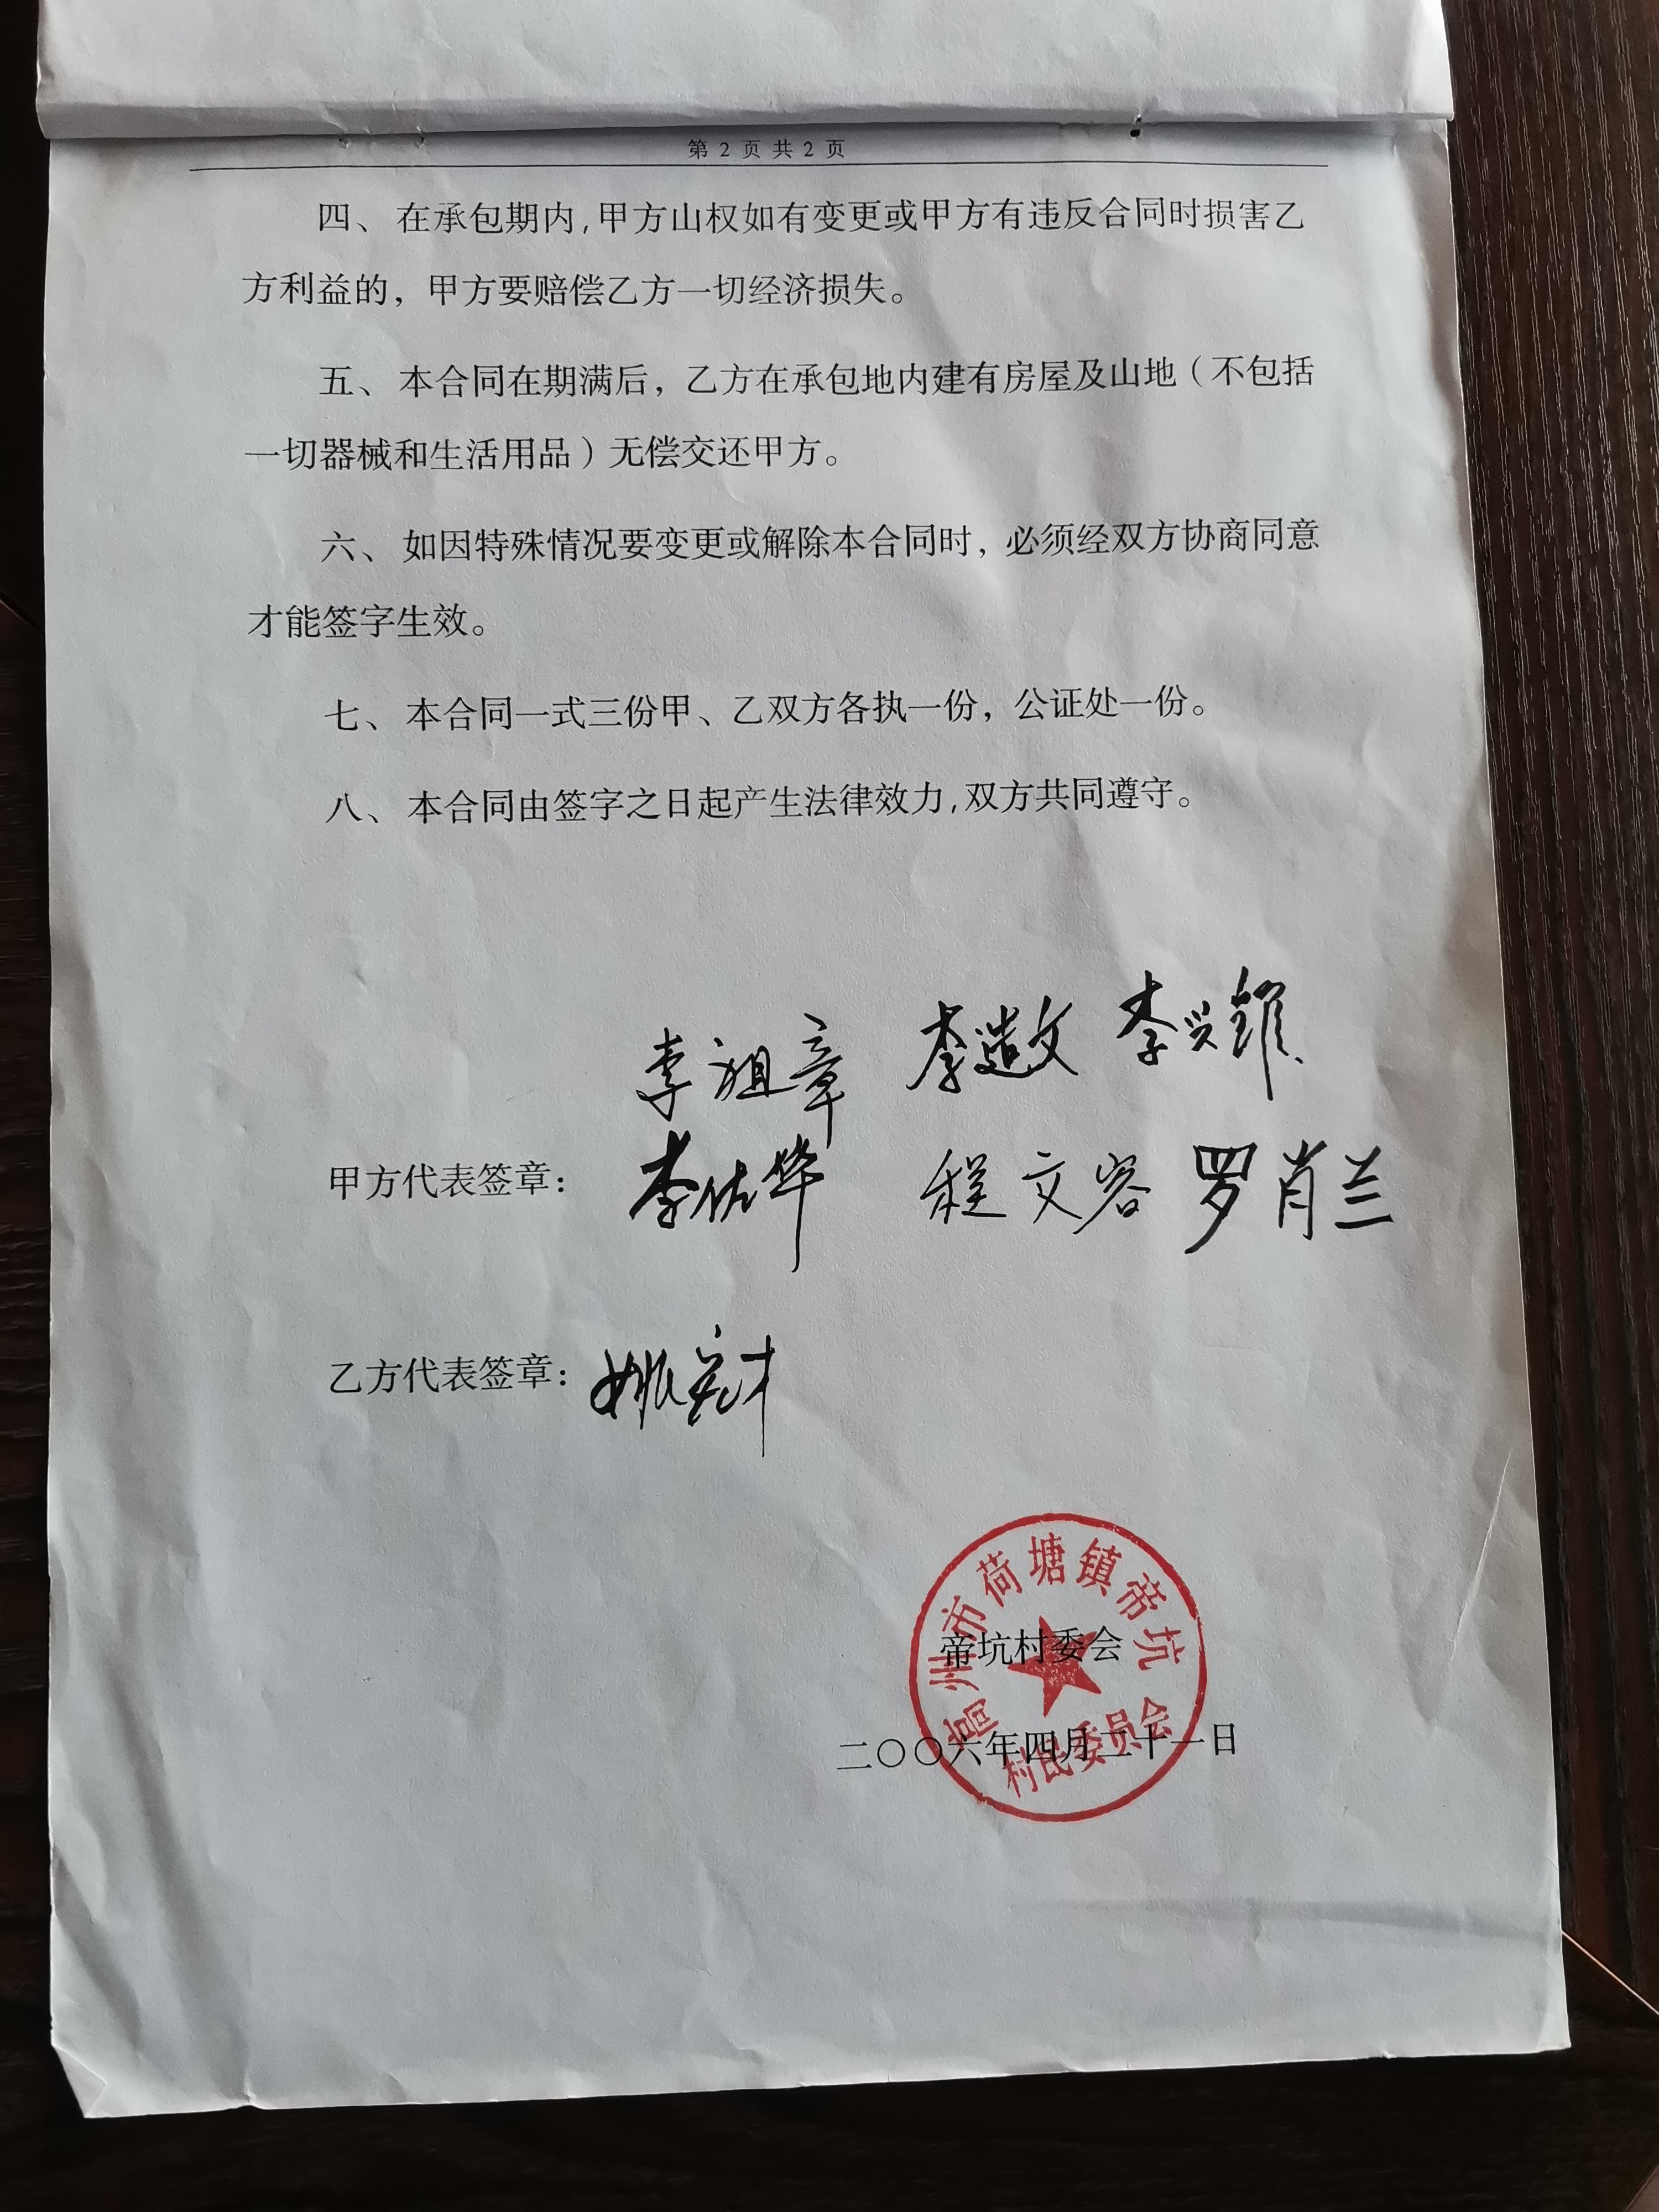 第 2 页 共 2 页
四、 在承包期内,甲方山权如有变更或甲方有违反合同时损害乙
方利益的，甲方要赔偿乙方一切经济损失。
五、 本合同在期满后，乙方在承包地内建有房屋及山地（不包括
一切器械和生活用品）无偿交还甲方。
六、 如因特殊情况要变更或解除本合同时，必须经双方协商同意
才能签字生效。
七、 本合同一式三份甲、乙双方各执一份，公证处一份。
八、 本合同由签字之日起产生法律效力,双方共同遵守。
李祖章 李造文 李兴
甲方代表签章： 李佐华 程文容 罗肖兰
乙方代表签章： 姚 才
高州市荷塘镇帝坑
帝坑村委会
村民委员会
二〇〇六年四月二十一日